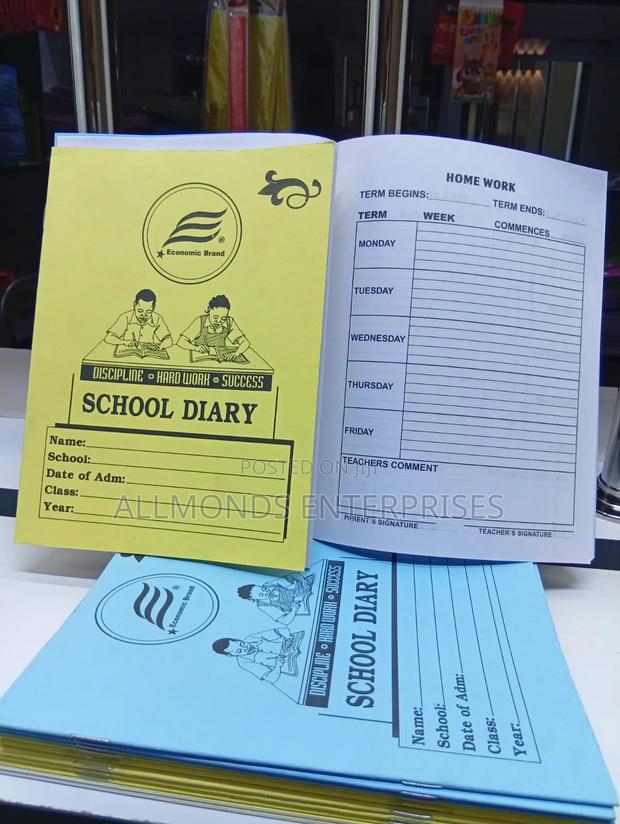 Economic Brand
DISCIPLINE • HARD WORK • SUCCESS
SCHOOL DIARY
Name:
School:
Date of Adm:
Class:
Year:
HOME WORK
TERM BEGINS: TERM ENDS:
TERM WEEK COMMENCES
MONDAY
TUESDAY
WEDNESDAY
THURSDAY
FRIDAY
TEACHERS COMMENT
PARENT'S SIGNATURE TEACHER'S SIGNATURE
POSTED ON JIJI
ALLMONDS ENTERPRISES
Economic Brand
DISCIPLINE • HARD WORK • SUCCESS
SCHOOL DIARY
Name:
School:
Date of Adm:
Class:
Year: